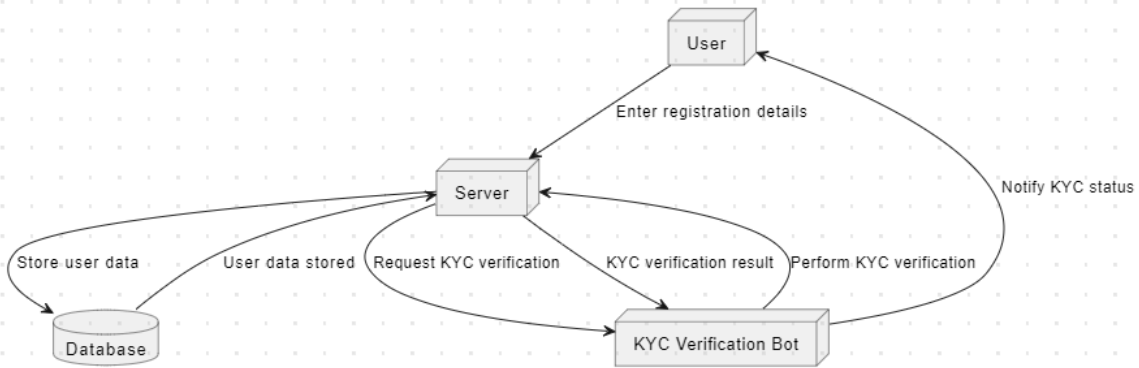 User
Enter registration details
Notify KYC status
Server
Store user data
User data stored
Request KYC verification
KYC verification result
Perform KYC verification
Database
KYC Verification Bot